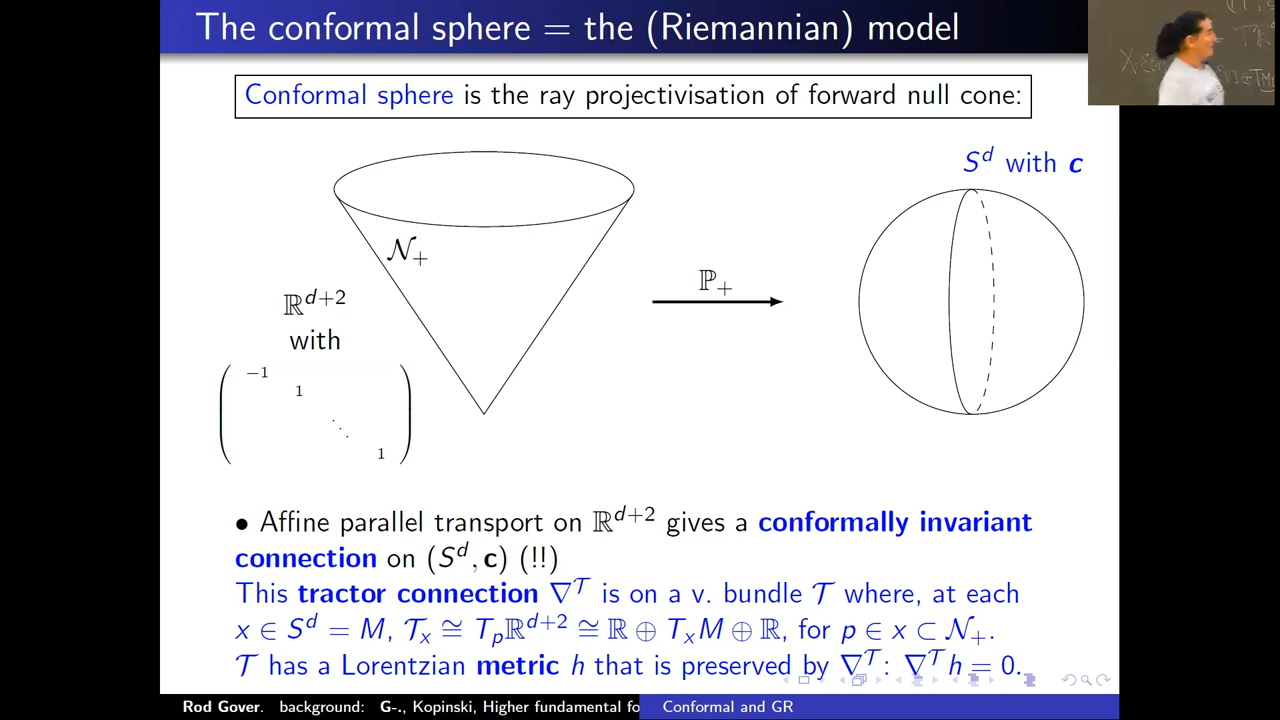 The conformal sphere = the (Riemannian) model
Conformal sphere is the ray projectivisation of forward null cone:
S^d with c
𝒩₊
ℙ₊
ℝ^{d+2}
with
−1
1
⋱
1
• Affine parallel transport on ℝ^{d+2} gives a conformally invariant
connection on (S^d, c) (!!)
This tractor connection ∇^𝒯 is on a v. bundle 𝒯 where, at each
x ∈ S^d = M, 𝒯ₓ ≅ T_pℝ^{d+2} ≅ ℝ ⊕ TₓM ⊕ ℝ, for p ∈ x ⊂ 𝒩₊.
𝒯 has a Lorentzian metric h that is preserved by ∇^𝒯: ∇^𝒯h = 0.
Rod Gover. background: G-., Kopinski, Higher fundamental fo
Conformal and GR